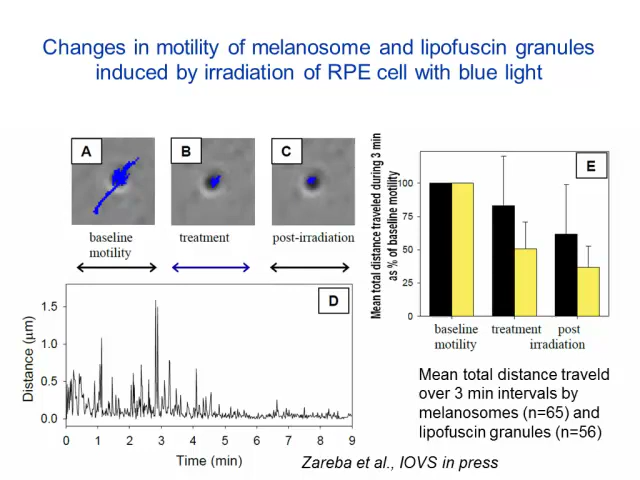 Changes in motility of melanosome and lipofuscin granules
induced by irradiation of RPE cell with blue light
A
B
C
baseline
motility
treatment
post-irradiation
D
Distance (µm)
1.5
1.0
0.5
0.0
0 1 2 3 4 5 6 7 8 9
Time (min)
E
Mean total distance traveled during 3 min
as % of baseline motility
100
75
50
25
0
baseline
motility
treatment
post
irradiation
Mean total distance traveld
over 3 min intervals by
melanosomes (n=65) and
lipofuscin granules (n=56)
Zareba et al., IOVS in press